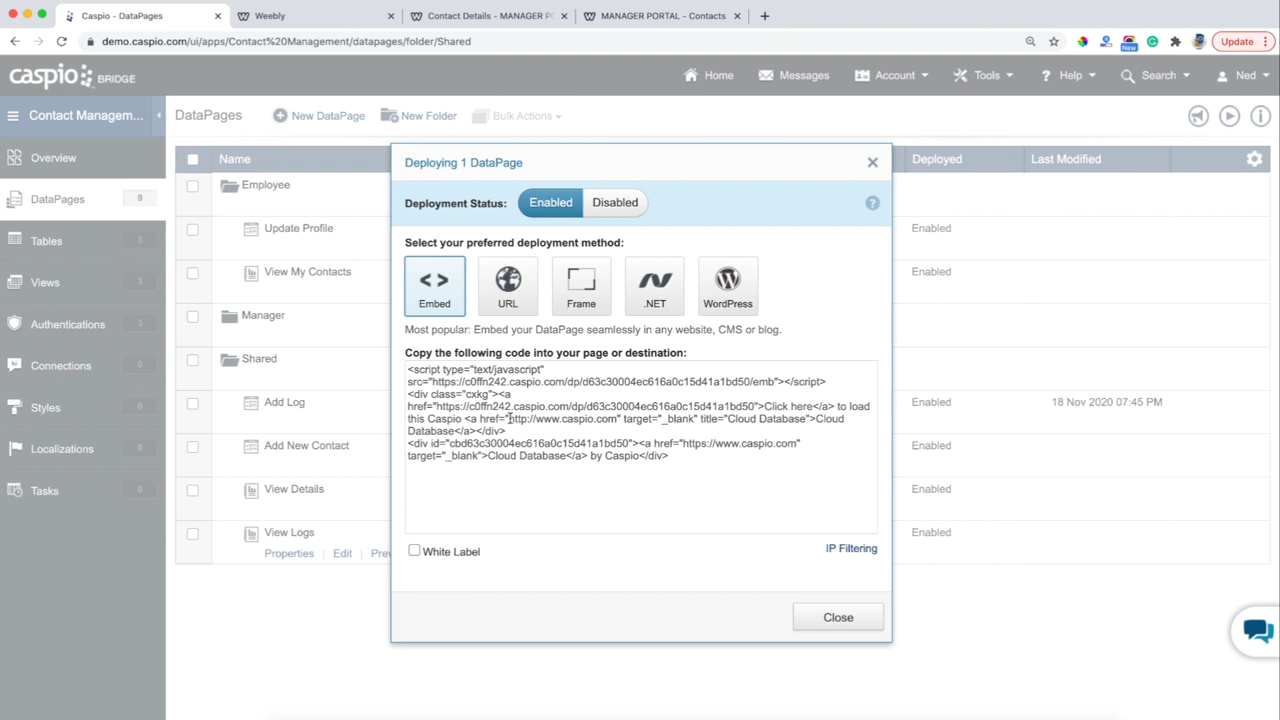 Caspio - DataPages
Weebly
Contact Details - MANAGER PO
MANAGER PORTAL - Contacts
demo.caspio.com/ui/apps/Contact%20Management/datapages/folder/Shared
New
Update
caspio BRIDGE
Home
Messages
Account
Tools
? Help
Search
Ned
Contact Managem...
DataPages
New DataPage
New Folder
Bulk Actions
Overview
DataPages 9
Tables 3
Views 3
Authentications 3
Connections 0
Styles 0
Localizations 0
Tasks 0
Name
Deployed
Last Modified
Employee
Update Profile
Enabled
View My Contacts
Enabled
Manager
Shared
Add Log
Enabled
18 Nov 2020 07:45 PM
Add New Contact
Enabled
View Details
Enabled
View Logs
Enabled
Properties | Edit | Prev
Deploying 1 DataPage
Deployment Status: Enabled Disabled
?
Select your preferred deployment method:
<> Embed
URL
Frame
.NET
WordPress
Most popular: Embed your DataPage seamlessly in any website, CMS or blog.
Copy the following code into your page or destination:
<script type="text/javascript"
src="https://c0ffn242.caspio.com/dp/d63c30004ec616a0c15d41a1bd50/emb"></script>
<div class="cxkg"><a
href="https://c0ffn242.caspio.com/dp/d63c30004ec616a0c15d41a1bd50">Click here</a> to load
this Caspio <a href="http://www.caspio.com" target="_blank" title="Cloud Database">Cloud
Database</a></div>
<div id="cbd63c30004ec616a0c15d41a1bd50"><a href="https://www.caspio.com"
target="_blank">Cloud Database</a> by Caspio</div>
White Label
IP Filtering
Close